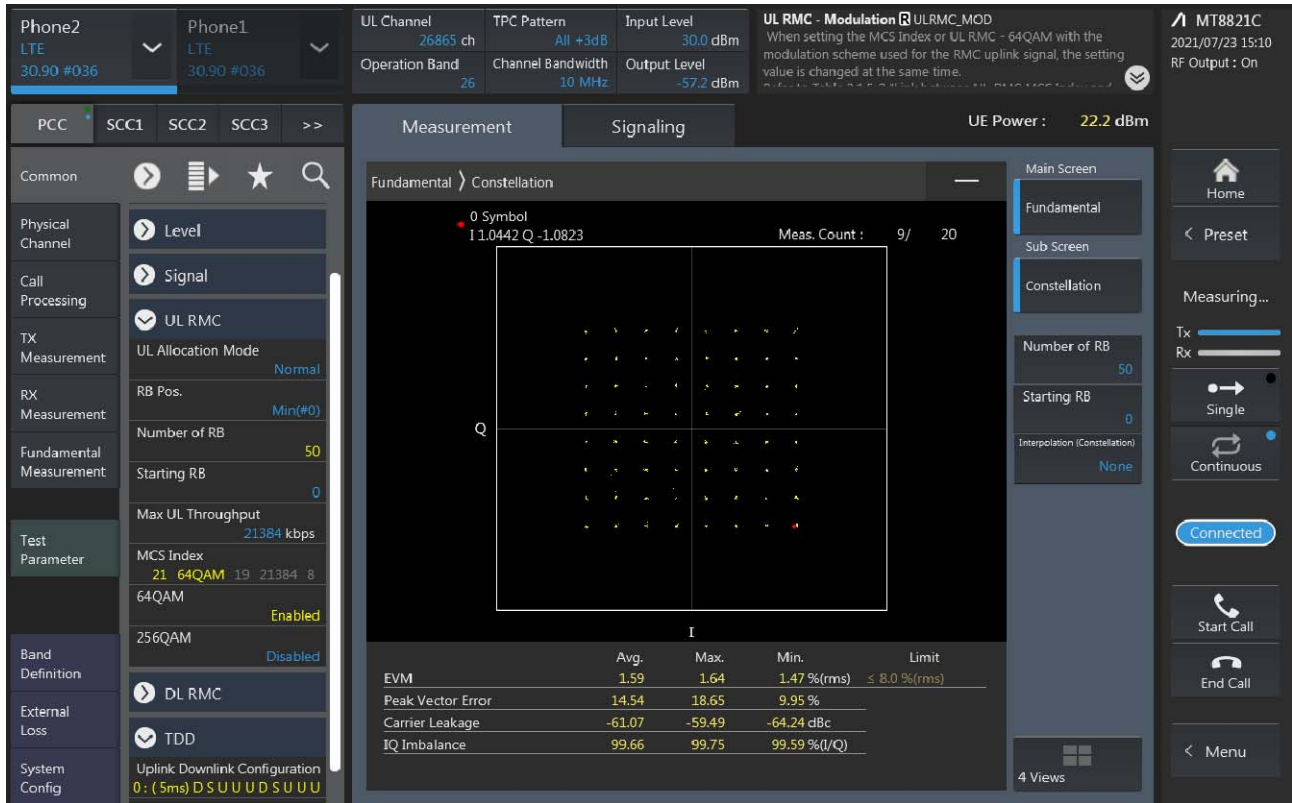 Phone2
LTE
30.90 #036
Phone1
LTE
30.90 #036
UL Channel
26865 ch
Operation Band
26
TPC Pattern
All +3dB
Channel Bandwidth
10 MHz
Input Level
30.0 dBm
Output Level
-57.2 dBm
UL RMC - Modulation R ULRMC_MOD
When setting the MCS Index or UL RMC - 64QAM with the
modulation scheme used for the RMC uplink signal, the setting
value is changed at the same time.
MT8821C
2021/07/23 15:10
RF Output : On
PCC SCC1 SCC2 SCC3 >>
Measurement
Signaling
UE Power : 22.2 dBm
Common
Physical
Channel
Call
Processing
TX
Measurement
RX
Measurement
Fundamental
Measurement
Test
Parameter
Band
Definition
External
Loss
System
Config
Level
Signal
UL RMC
UL Allocation Mode
Normal
RB Pos.
Min(#0)
Number of RB
50
Starting RB
0
Max UL Throughput
21384 kbps
MCS Index
21 64QAM 19 21384 8
64QAM
Enabled
256QAM
Disabled
DL RMC
TDD
Uplink Downlink Configuration
0 : ( 5ms) D S U U U D S U U U
Fundamental 〉 Constellation
0 Symbol
I 1.0442 Q -1.0823
Meas. Count : 9/ 20
Q
I
Avg. Max. Min. Limit
EVM 1.59 1.64 1.47 %(rms) ≤ 8.0 %(rms)
Peak Vector Error 14.54 18.65 9.95 %
Carrier Leakage -61.07 -59.49 -64.24 dBc
IQ Imbalance 99.66 99.75 99.59 %(I/Q)
Main Screen
Fundamental
Sub Screen
Constellation
Number of RB
50
Starting RB
0
Interpolation (Constellation)
None
4 Views
Home
< Preset
Measuring...
Tx
Rx
Single
Continuous
Connected
Start Call
End Call
< Menu